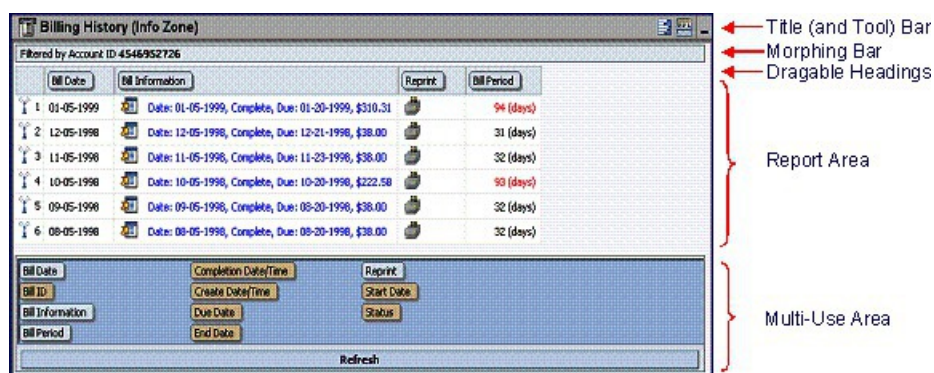 Billing History (Info Zone)
Title (and Tool) Bar
Filtered by Account ID 4546952726
Morphing Bar
Bill Date Bill Information Reprint Bill Period
Dragable Headings
1 01-05-1999 Date: 01-05-1999, Complete, Due: 01-20-1999, $310.31 94 (days)
2 12-05-1998 Date: 12-05-1998, Complete, Due: 12-21-1998, $38.00 31 (days)
3 11-05-1998 Date: 11-05-1998, Complete, Due: 11-23-1998, $38.00 32 (days)
Report Area
4 10-05-1998 Date: 10-05-1998, Complete, Due: 10-20-1998, $222.58 93 (days)
5 09-05-1998 Date: 09-05-1998, Complete, Due: 08-20-1998, $38.00 32 (days)
6 08-05-1998 Date: 08-05-1998, Complete, Due: 08-20-1998, $38.00 32 (days)
Bill Date Completion Date/Time Reprint
Bill ID Create Date/Time Start Date
Bill Information Due Date Status
Multi-Use Area
Bill Period End Date
Refresh